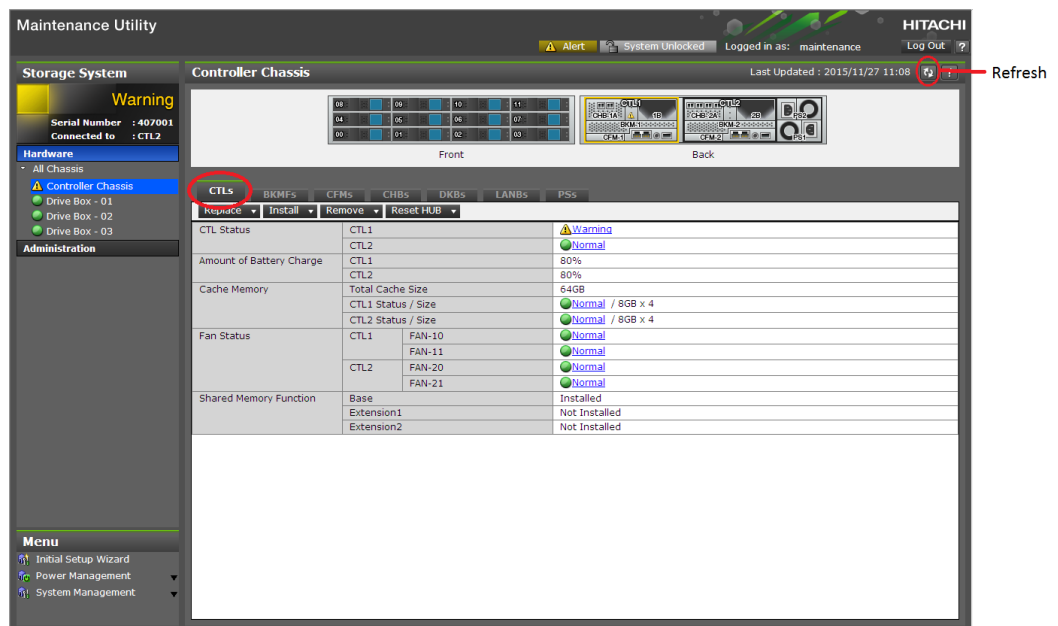 Maintenance Utility
HITACHI
Alert System Unlocked Logged in as: maintenance Log Out ?
Storage System
Warning
Serial Number : 407001
Connected to : CTL2
Hardware
All Chassis
Controller Chassis
Drive Box - 01
Drive Box - 02
Drive Box - 03
Administration
Controller Chassis Last Updated : 2015/11/27 11:08
Refresh
08 09 10 11
04 05 06 07
00 01 02 03
Front
CTL1 CTL2
CHB-1A 1B CHB-2A 2B PS2
BKM-1 BKM-2
CFM-1 CFM-2 PS1
Back
CTLs BKMFs CFMs CHBs DKBs LANBs PSs
Replace Install Remove Reset HUB
CTL Status CTL1 Warning
CTL2 Normal
Amount of Battery Charge CTL1 80%
CTL2 80%
Cache Memory Total Cache Size 64GB
CTL1 Status / Size Normal / 8GB x 4
CTL2 Status / Size Normal / 8GB x 4
Fan Status CTL1 FAN-10 Normal
FAN-11 Normal
CTL2 FAN-20 Normal
FAN-21 Normal
Shared Memory Function Base Installed
Extension1 Not Installed
Extension2 Not Installed
Menu
Initial Setup Wizard
Power Management
System Management